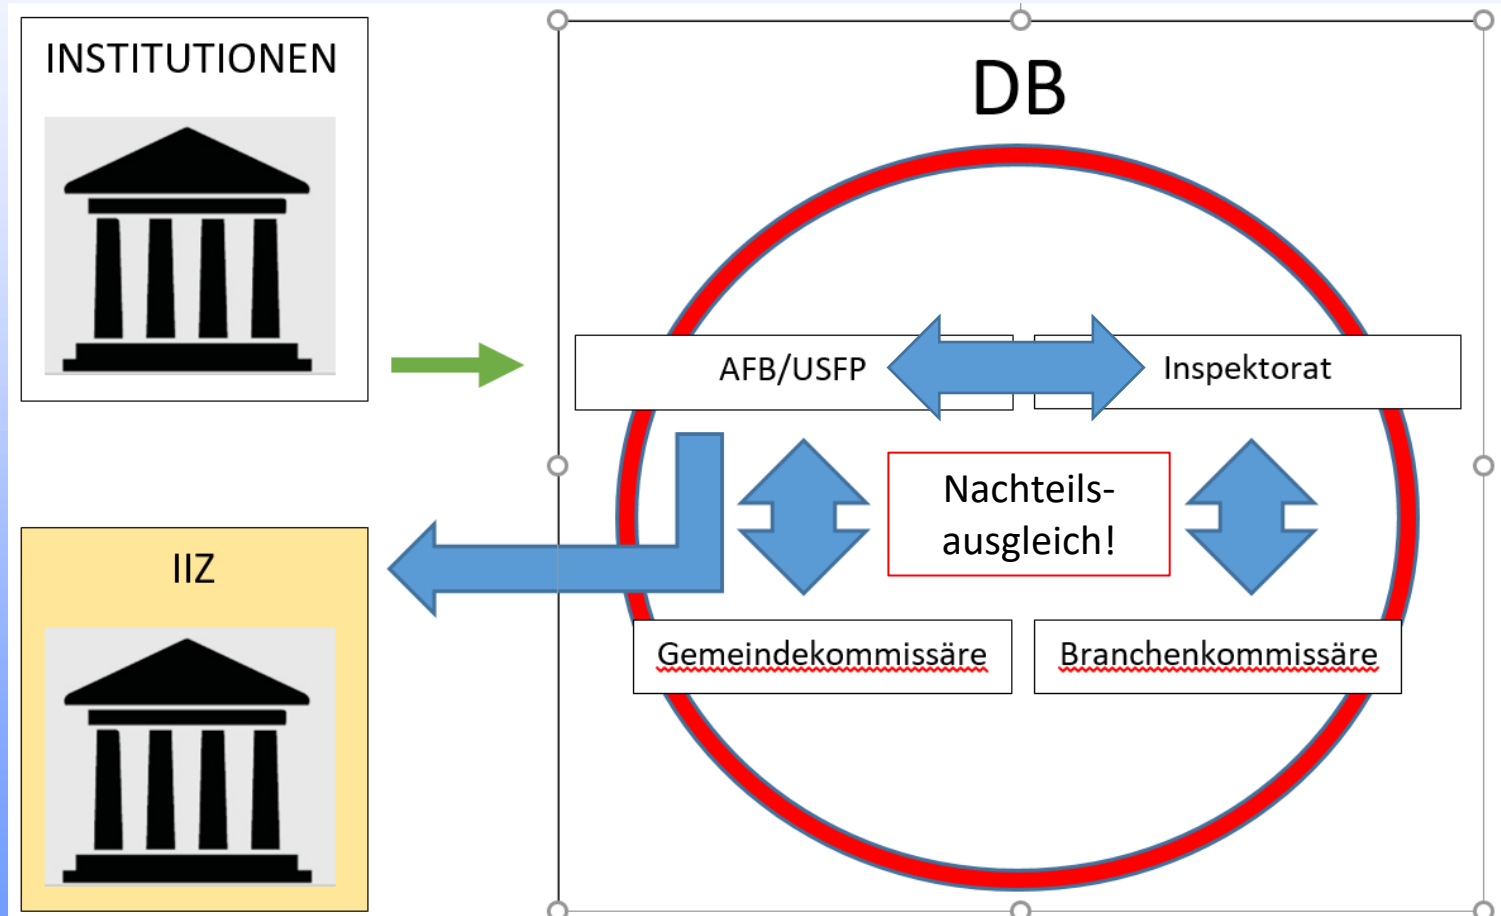 INSTITUTIONEN
DB
AFB/USFP
Inspektorat
Nachteils-
ausgleich!
IIZ
Gemeindekommissäre
Branchenkommissäre